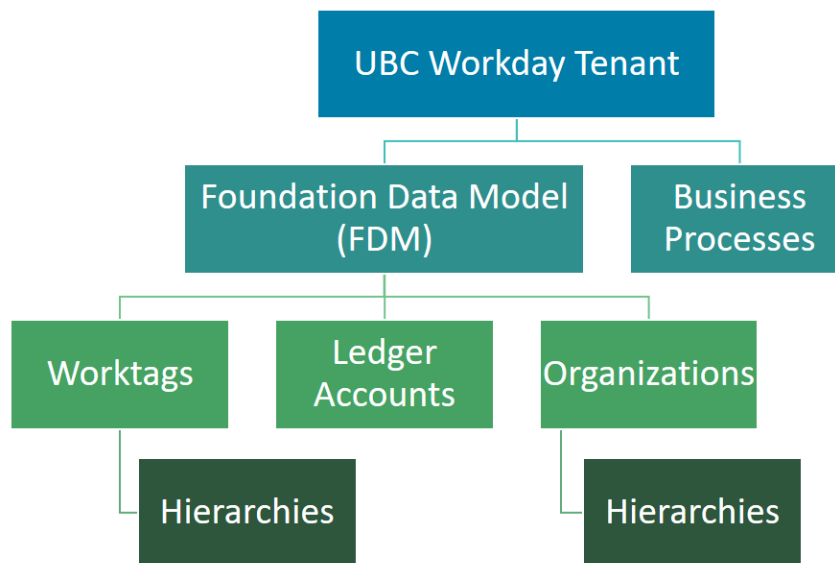 UBC Workday Tenant
Foundation Data Model
(FDM)
Business
Processes
Worktags
Ledger
Accounts
Organizations
Hierarchies
Hierarchies